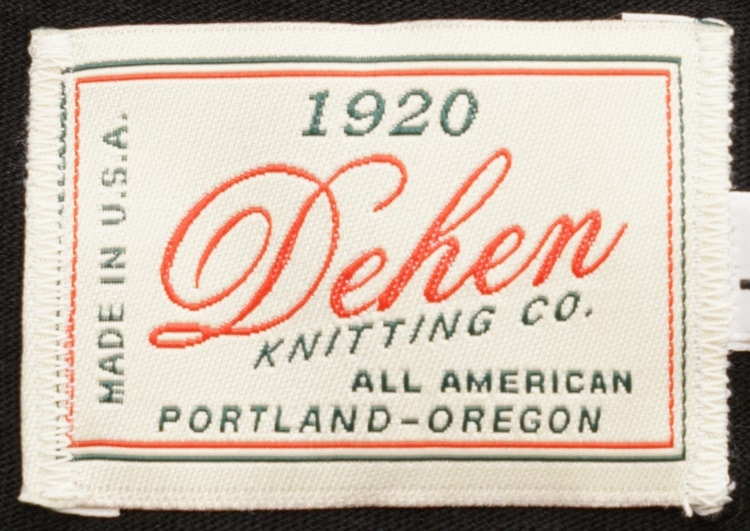 1920
Dehen
KNITTING CO.
ALL AMERICAN
PORTLAND-OREGON
MADE IN U.S.A.